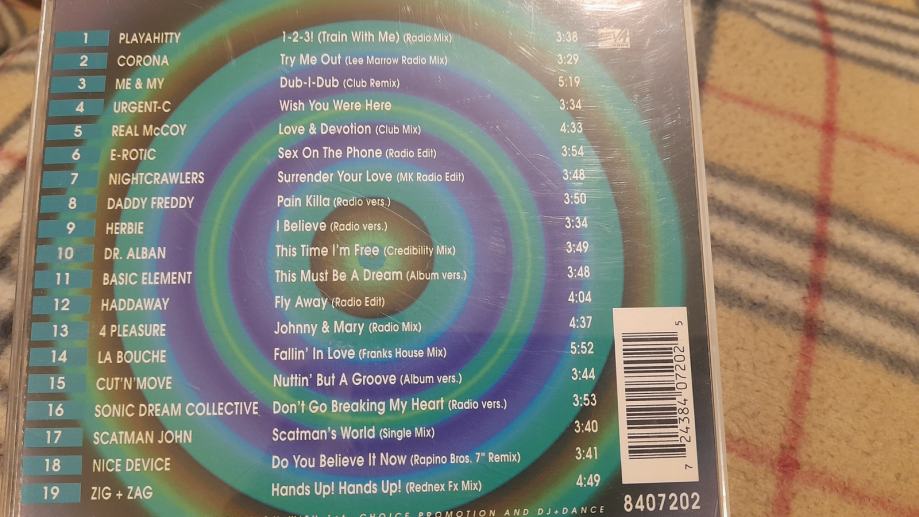 1 PLAYAHITTY 1-2-3! (Train With Me) (Radio Mix) 3:38
2 CORONA Try Me Out (Lee Marrow Radio Mix) 3:29
3 ME & MY Dub-I-Dub (Club Remix) 5:19
4 URGENT-C Wish You Were Here 3:34
5 REAL McCOY Love & Devotion (Club Mix) 4:33
6 E-ROTIC Sex On The Phone (Radio Edit) 3:54
7 NIGHTCRAWLERS Surrender Your Love (MK Radio Edit) 3:48
8 DADDY FREDDY Pain Killa (Radio vers.) 3:50
9 HERBIE I Believe (Radio vers.) 3:34
10 DR. ALBAN This Time I'm Free (Credibility Mix) 3:49
11 BASIC ELEMENT This Must Be A Dream (Album vers.) 3:48
12 HADDAWAY Fly Away (Radio Edit) 4:04
13 4 PLEASURE Johnny & Mary (Radio Mix) 4:37
14 LA BOUCHE Fallin' In Love (Franks House Mix) 5:52
15 CUT'N'MOVE Nuttin' But A Groove (Album vers.) 3:44
16 SONIC DREAM COLLECTIVE Don't Go Breaking My Heart (Radio vers.) 3:53
17 SCATMAN JOHN Scatman's World (Single Mix) 3:40
18 NICE DEVICE Do You Believe It Now (Rapino Bros. 7" Remix) 3:41
19 ZIG + ZAG Hands Up! Hands Up! (Rednex Fx Mix) 4:49
CHOICE PROMOTION AND DJ+DANCE
7 24384 07202 5
8407202